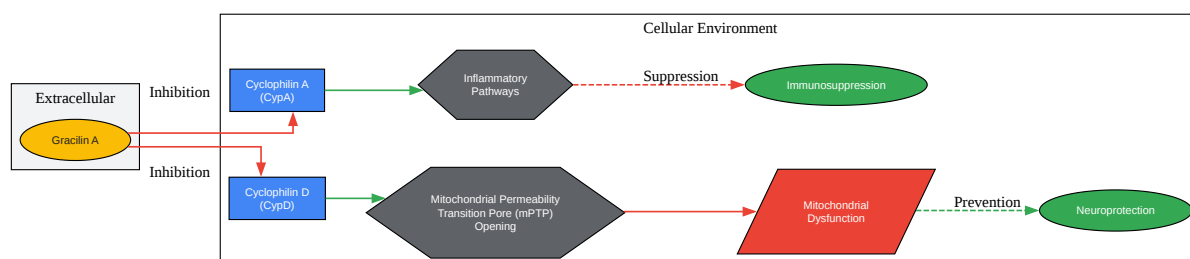 Cellular Environment
Extracellular
Gracilin A
Inhibition
Inhibition
Cyclophilin A
(CypA)
Inflammatory
Pathways
Suppression
Immunosuppression
Cyclophilin D
(CypD)
Mitochondrial Permeability
Transition Pore (mPTP)
Opening
Mitochondrial
Dysfunction
Prevention
Neuroprotection